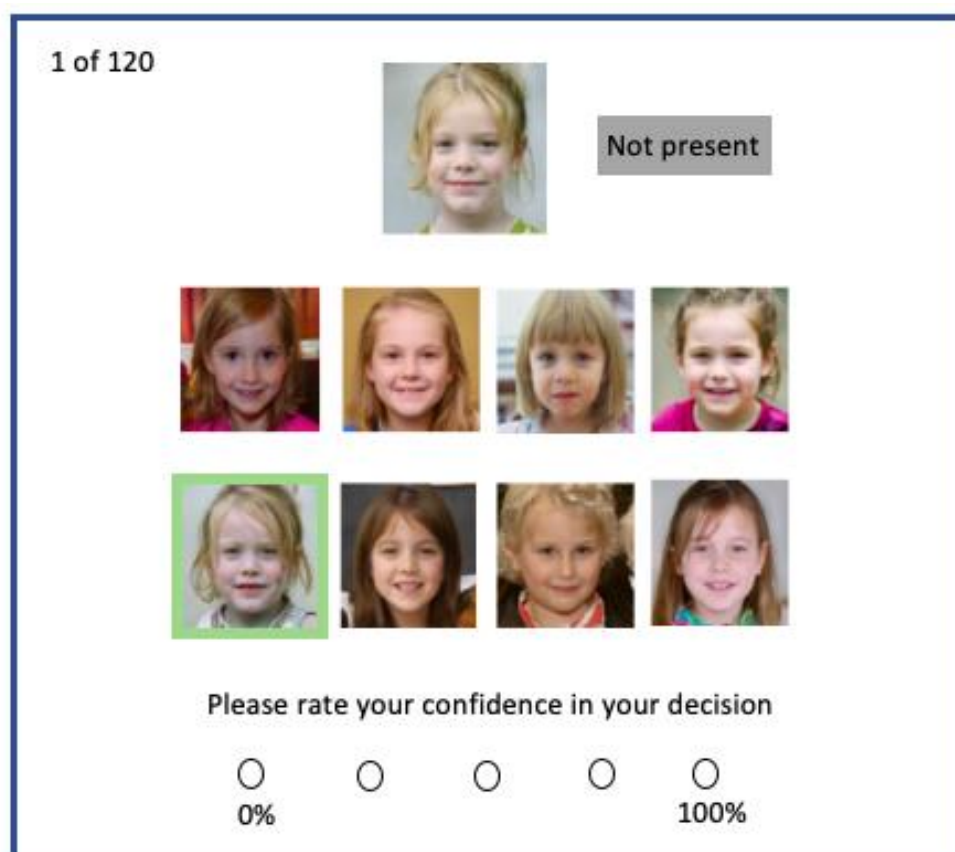 1 of 120
Not present
Please rate your confidence in your decision
0%
100%